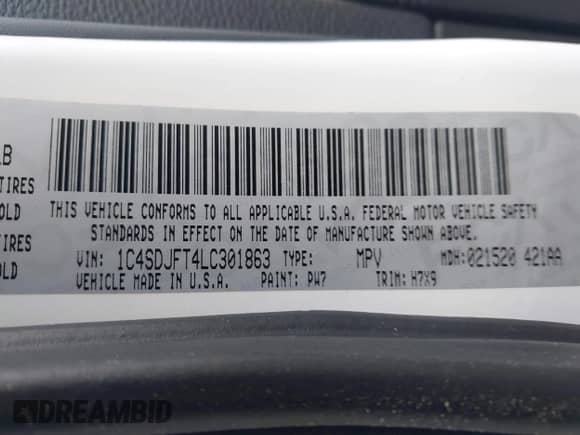 LB
TIRES
OLD
TIRES
OLD
THIS VEHICLE CONFORMS TO ALL APPLICABLE U.S.A. FEDERAL MOTOR VEHICLE SAFETY
STANDARDS IN EFFECT ON THE DATE OF MANUFACTURE SHOWN ABOVE.
VIN: 1C4SDJFT4LC301863 TYPE: MPV MDH:021520 421AA
VEHICLE MADE IN U.S.A. PAINT: PW7 TRIM: H7X9
DREAMBID